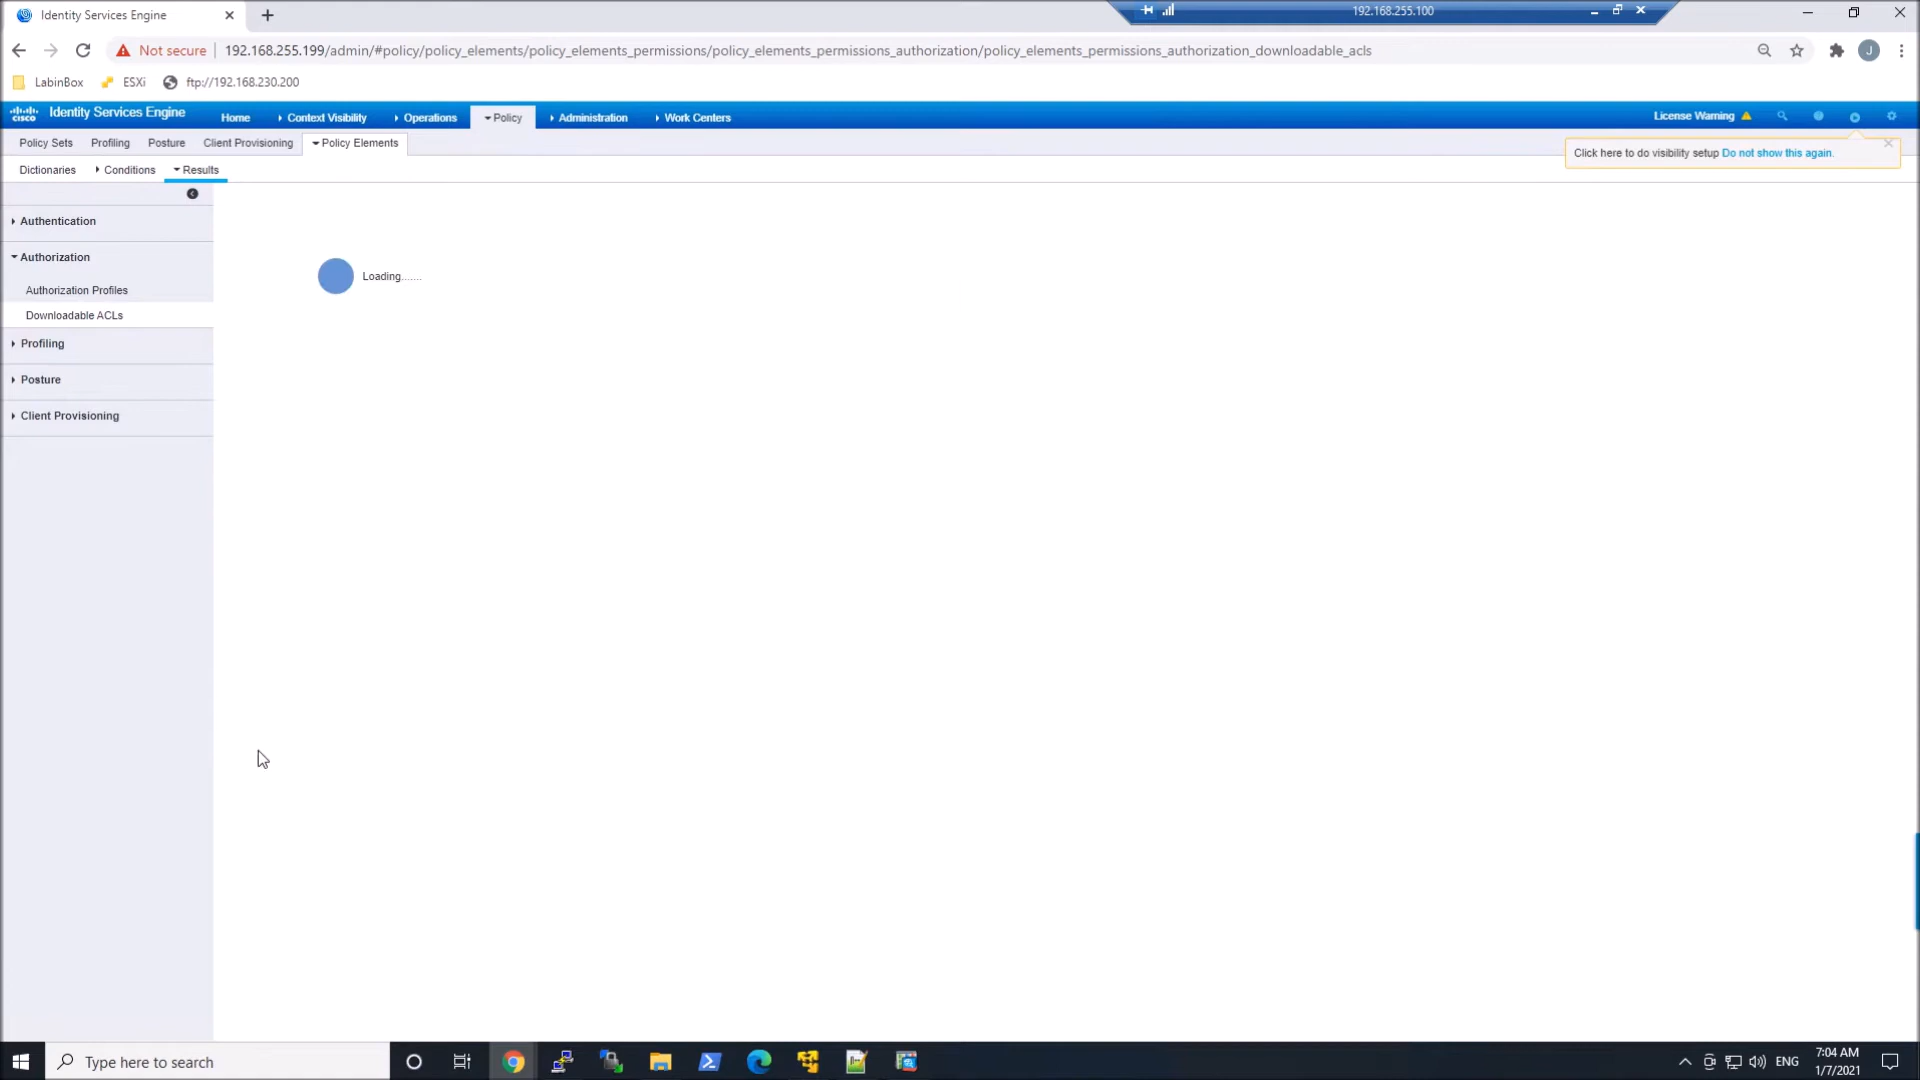 Identity Services Engine
192.168.255.100
Not secure
192.168.255.199/admin/#policy/policy_elements/policy_elements_permissions/policy_elements_permissions_authorization/policy_elements_permissions_authorization_downloadable_acls
J
LabinBox
ESXi
ftp://192.168.230.200
cisco
Identity Services Engine
Home
Context Visibility
Operations
Policy
Administration
Work Centers
License Warning
Policy Sets
Profiling
Posture
Client Provisioning
Policy Elements
Click here to do visibility setup Do not show this again.
Dictionaries
Conditions
Results
Authentication
Authorization
Authorization Profiles
Downloadable ACLs
Profiling
Posture
Client Provisioning
Loading.......
Type here to search
ENG
7:04 AM
1/7/2021